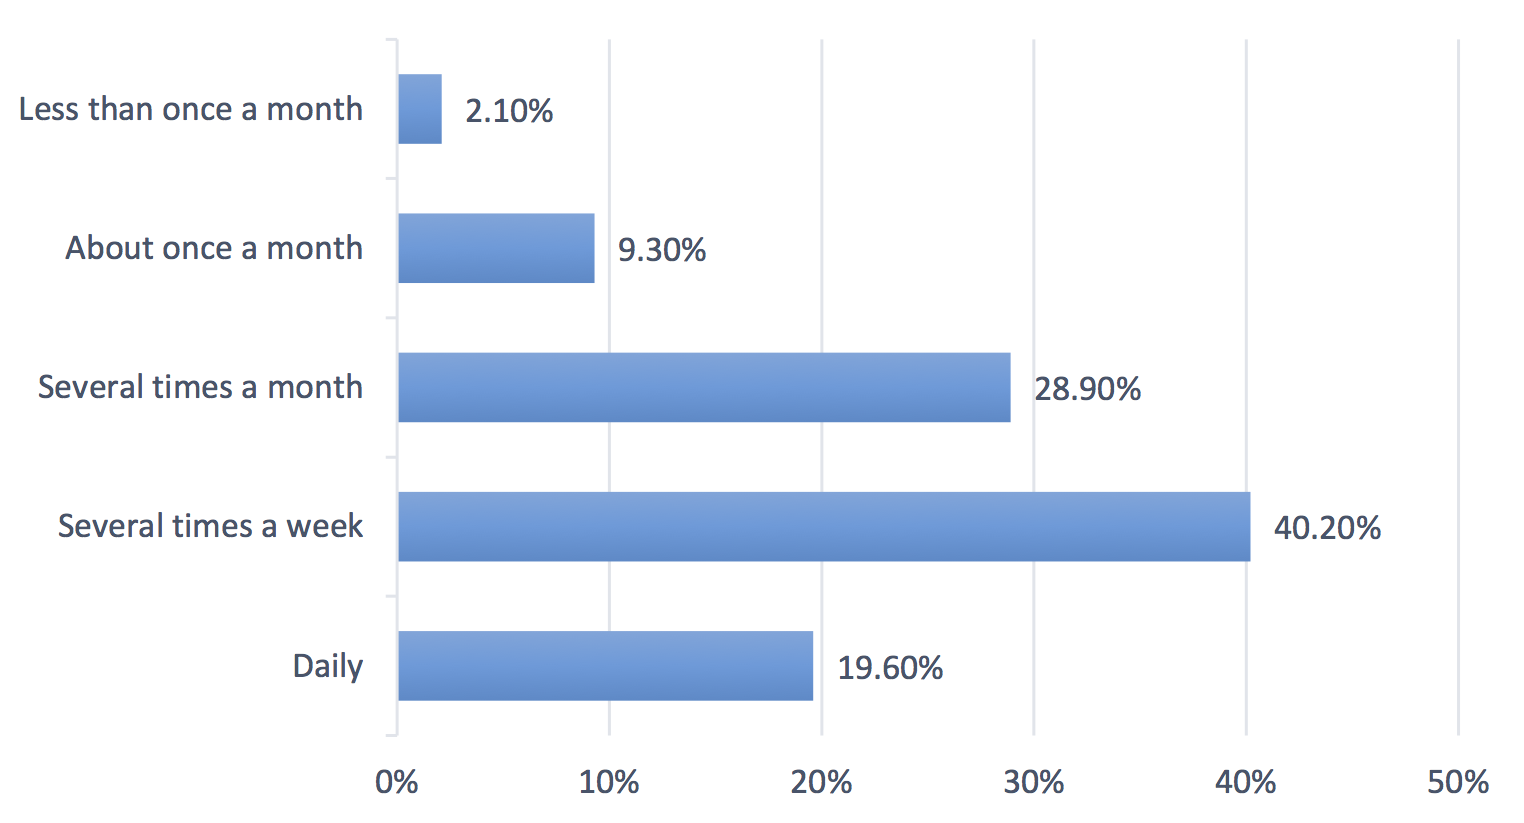 Less than once a month 2.10%
About once a month 9.30%
Several times a month 28.90%
Several times a week 40.20%
Daily 19.60%
0% 10% 20% 30% 40% 50%